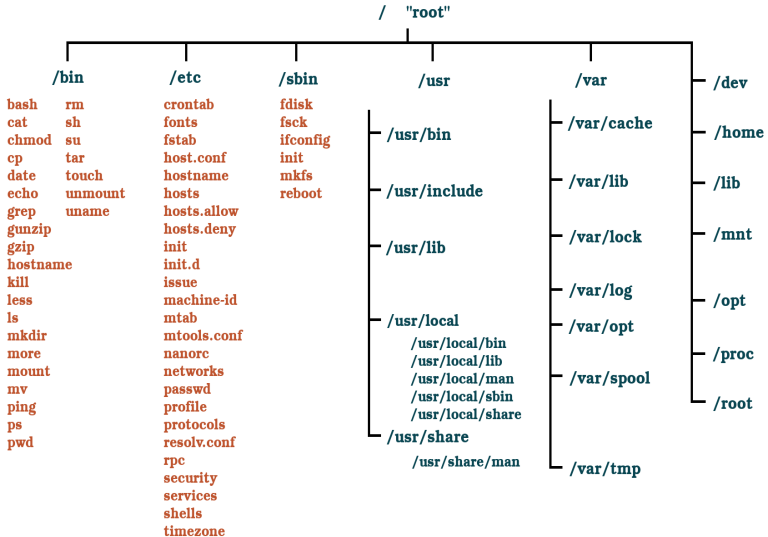 / "root"
/bin
/etc
/sbin
/usr
/var
bash
cat
chmod
cp
date
echo
grep
gunzip
gzip
hostname
kill
less
ls
mkdir
more
mount
mv
ping
ps
pwd
rm
sh
su
tar
touch
unmount
uname
crontab
fonts
fstab
host.conf
hostname
hosts
hosts.allow
hosts.deny
init
init.d
issue
machine-id
mtab
mtools.conf
nanorc
networks
passwd
profile
protocols
resolv.conf
rpc
security
services
shells
timezone
fdisk
fsck
ifconfig
init
mkfs
reboot
/usr/bin
/usr/include
/usr/lib
/usr/local
/usr/local/bin
/usr/local/lib
/usr/local/man
/usr/local/sbin
/usr/local/share
/usr/share
/usr/share/man
/var/cache
/var/lib
/var/lock
/var/log
/var/opt
/var/spool
/var/tmp
/dev
/home
/lib
/mnt
/opt
/proc
/root